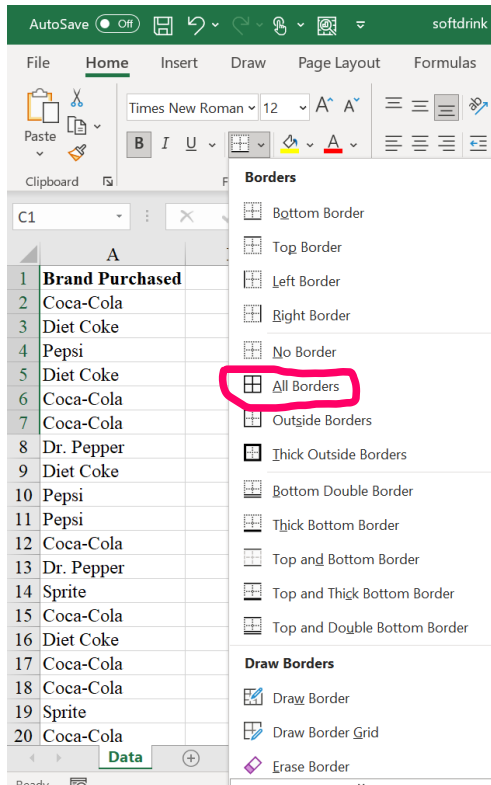 AutoSave Off softdrink
File Home Insert Draw Page Layout Formulas
Times New Roman 12 A A
Paste
B I U A
Clipboard F
Borders
C1
Bottom Border
Top Border
Left Border
Right Border
No Border
All Borders
Outside Borders
Thick Outside Borders
Bottom Double Border
Thick Bottom Border
Top and Bottom Border
Top and Thick Bottom Border
Top and Double Bottom Border
Draw Borders
Draw Border
Draw Border Grid
Erase Border
A
1 Brand Purchased
2 Coca-Cola
3 Diet Coke
4 Pepsi
5 Diet Coke
6 Coca-Cola
7 Coca-Cola
8 Dr. Pepper
9 Diet Coke
10 Pepsi
11 Pepsi
12 Coca-Cola
13 Dr. Pepper
14 Sprite
15 Coca-Cola
16 Diet Coke
17 Coca-Cola
18 Coca-Cola
19 Sprite
20 Coca-Cola
Data